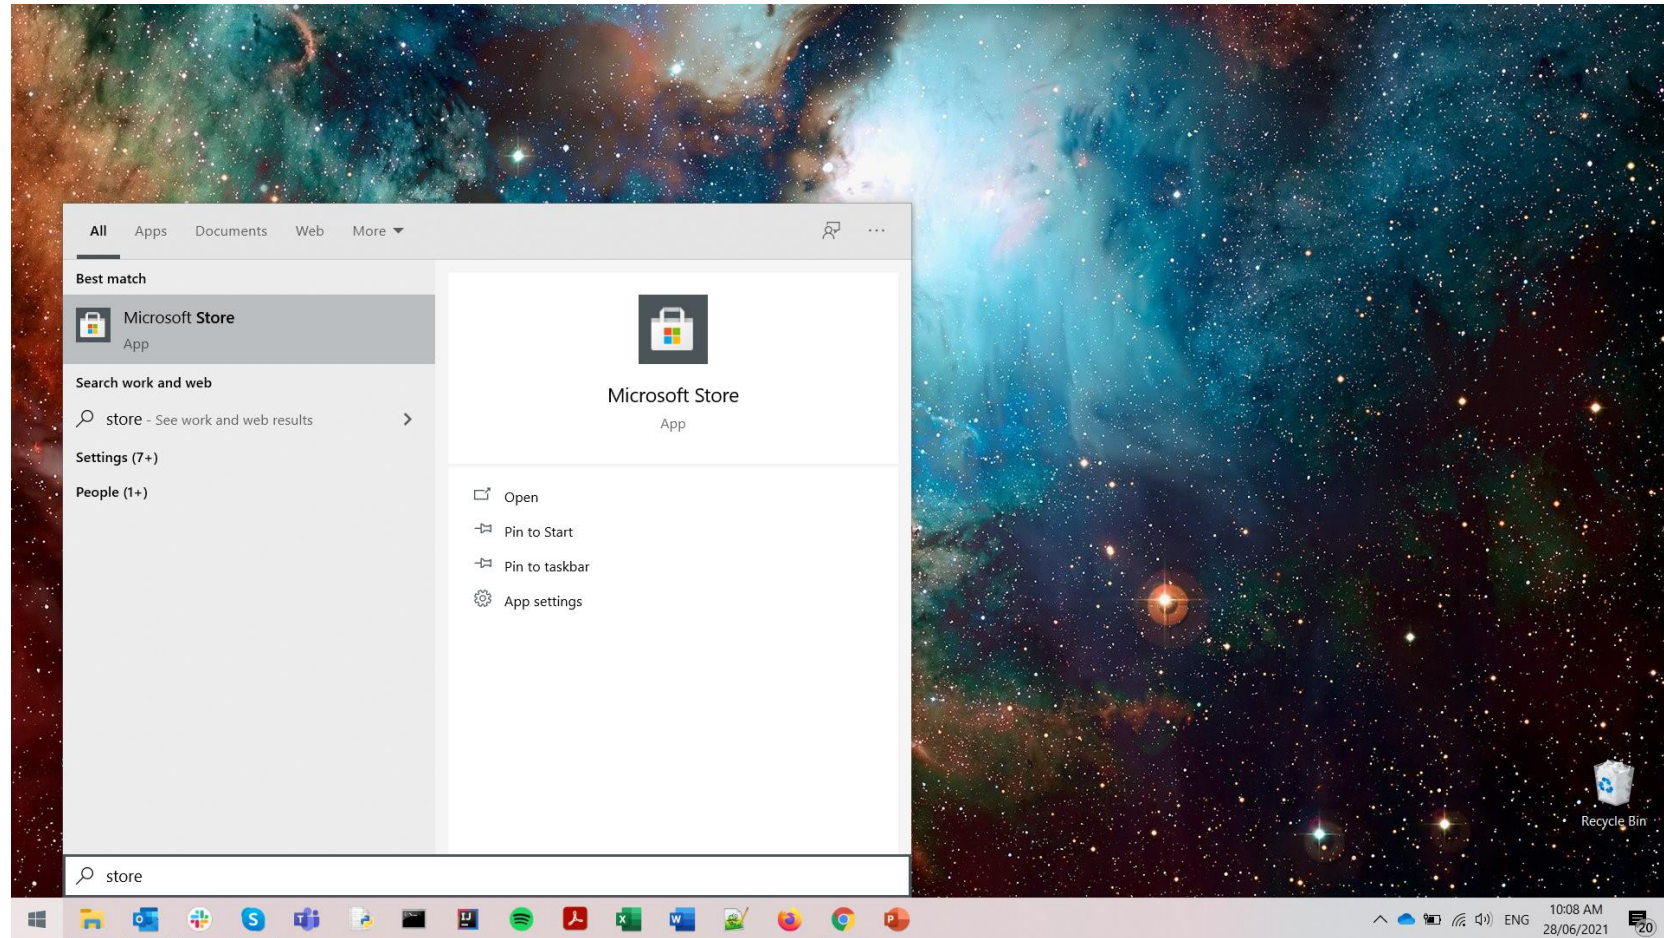 All Apps Documents Web More
Best match
Microsoft Store
App
Search work and web
store - See work and web results
Settings (7+)
People (1+)
Microsoft Store
App
Open
Pin to Start
Pin to taskbar
App settings
Recycle Bin
store
ENG
10:08 AM
28/06/2021
20